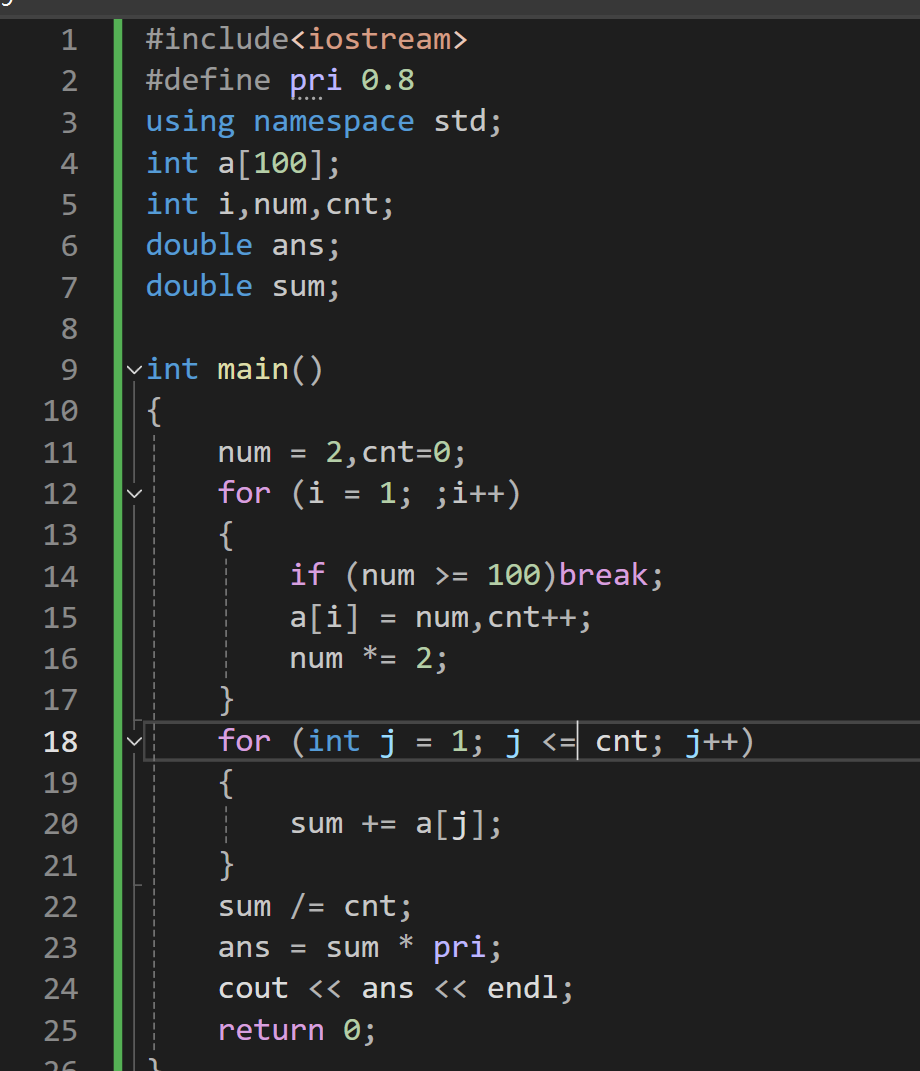 1 #include<iostream>
2 #define pri 0.8
3 using namespace std;
4 int a[100];
5 int i,num,cnt;
6 double ans;
7 double sum;
8
9 int main()
10 {
11 num = 2,cnt=0;
12 for (i = 1; ;i++)
13 {
14 if (num >= 100)break;
15 a[i] = num,cnt++;
16 num *= 2;
17 }
18 for (int j = 1; j <= cnt; j++)
19 {
20 sum += a[j];
21 }
22 sum /= cnt;
23 ans = sum * pri;
24 cout << ans << endl;
25 return 0;
26 }